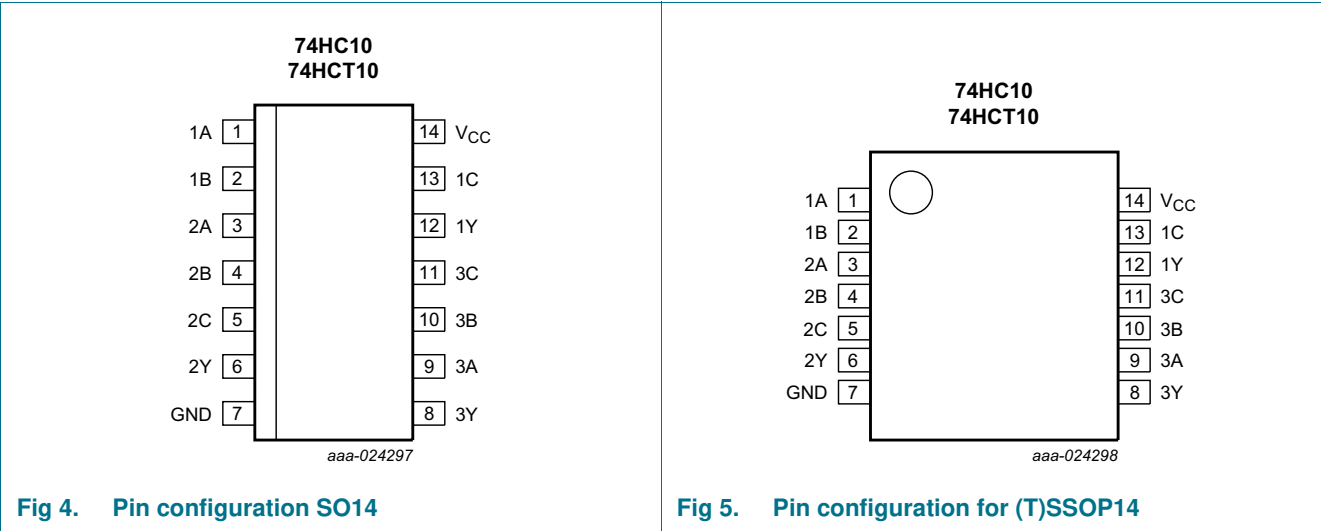 74HC10
74HCT10
1A 1 14 VCC
1B 2 13 1C
2A 3 12 1Y
2B 4 11 3C
2C 5 10 3B
2Y 6 9 3A
GND 7 8 3Y
aaa-024297
Fig 4. Pin configuration SO14
74HC10
74HCT10
1A 1 14 VCC
1B 2 13 1C
2A 3 12 1Y
2B 4 11 3C
2C 5 10 3B
2Y 6 9 3A
GND 7 8 3Y
aaa-024298
Fig 5. Pin configuration for (T)SSOP14